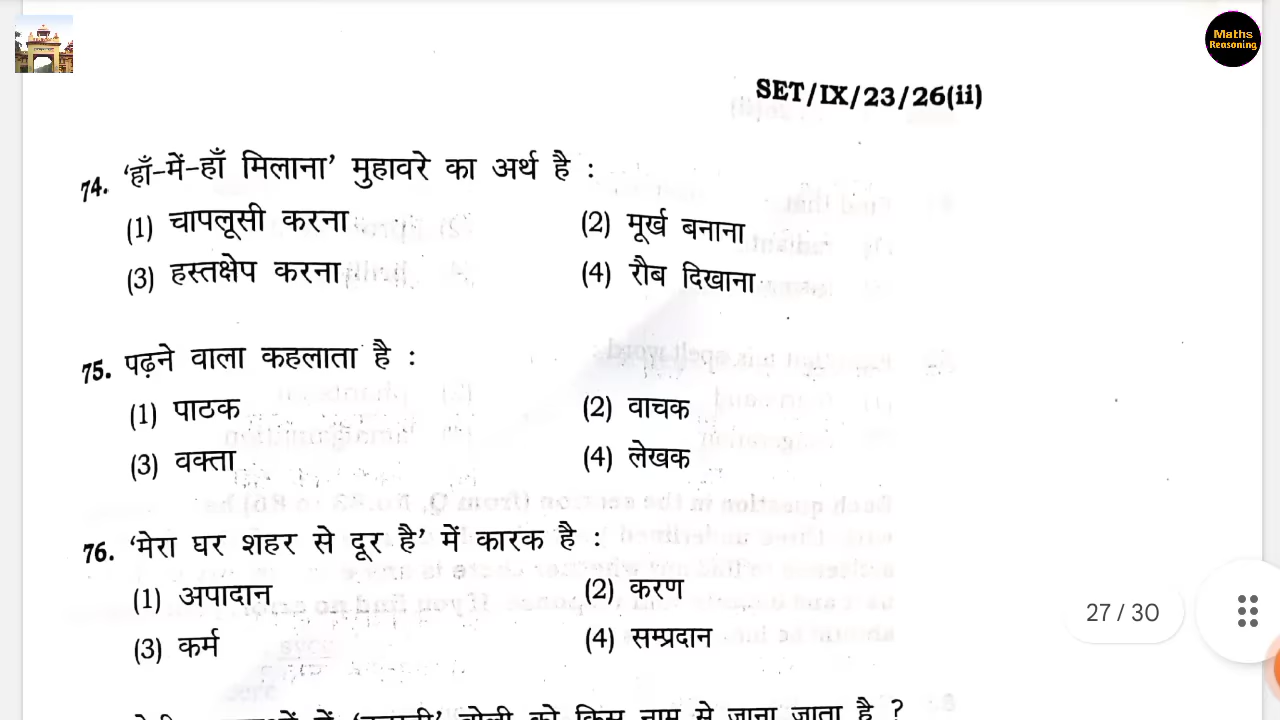 Maths
Reasoning
SET/IX/23/26(ii)
74. ‘हाँ-में-हाँ मिलाना’ मुहावरे का अर्थ है :
(1) चापलूसी करना (2) मूर्ख बनाना
(3) हस्तक्षेप करना (4) रौब दिखाना
75. पढ़ने वाला कहलाता है :
(1) पाठक (2) वाचक
(3) वक्ता (4) लेखक
76. ‘मेरा घर शहर से दूर है’ में कारक है :
(1) अपादान (2) करण
(3) कर्म (4) सम्प्रदान
27 / 30
बोली को किस नाम से जाना जाता है ?